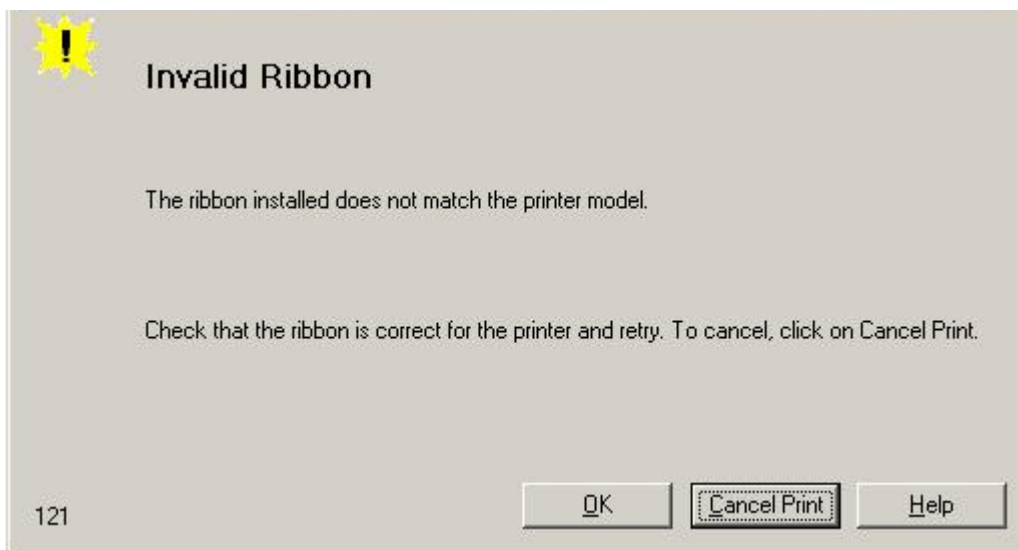 !
Invalid Ribbon
The ribbon installed does not match the printer model.
Check that the ribbon is correct for the printer and retry. To cancel, click on Cancel Print.
121
OK
Cancel Print
Help